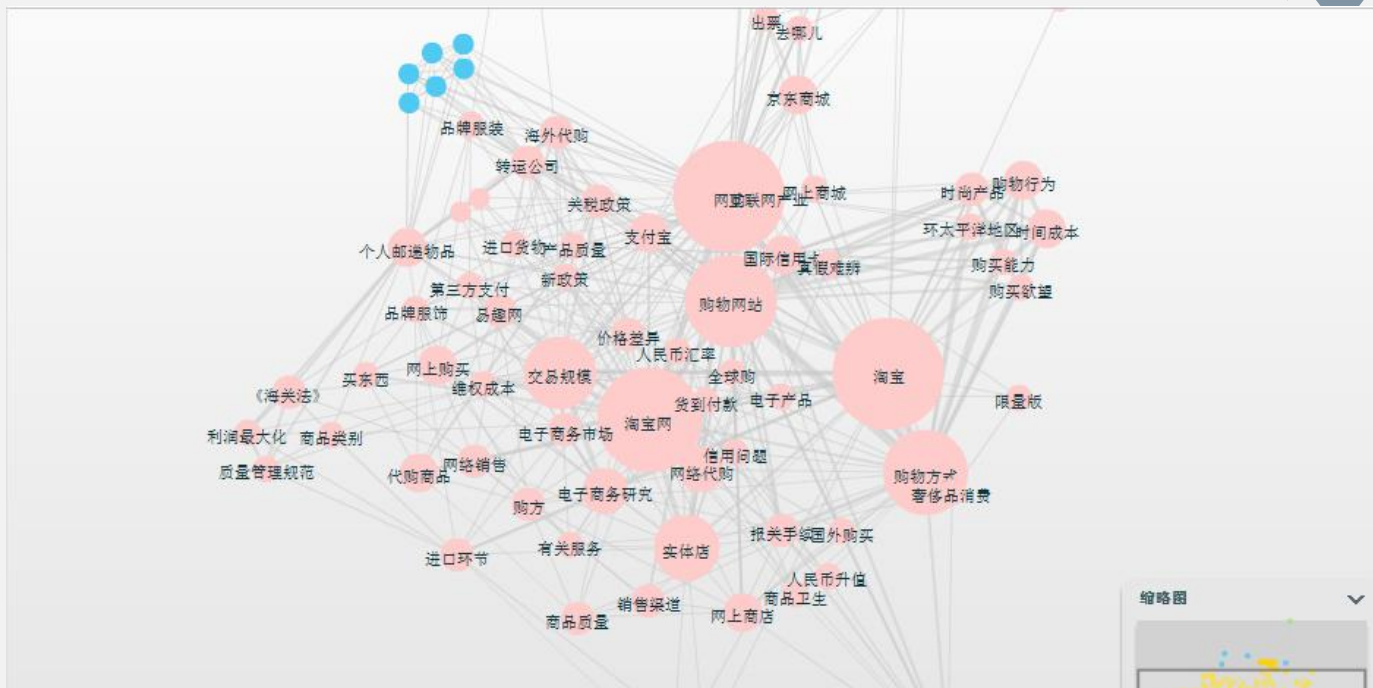 出票
去哪儿
京东商城
品牌服装
海外代购
转运公司
购物行为
时尚产品
网上商城
关税政策
环太平洋地区
时间成本
支付宝
个人邮递物品
进口货物
产品质量
国际信用卡
真假难辨
购买能力
新政策
第三方支付
购买欲望
购物网站
品牌服饰
易趣网
价格差异
人民币汇率
网上购买
买东西
交易规模
全球购
淘宝
维权成本
《海关法》
电子产品
限量版
货到付款
淘宝网
利润最大化
商品类别
电子商务市场
信用问题
网络销售
质量管理规范
代购商品
网络代购
购物方式
电子商务研究
奢侈品消费
购方
报关手续
国外购买
有关服务
实体店
进口环节
人民币升值
商品卫生
缩略图
销售渠道
网上商店
商品质量